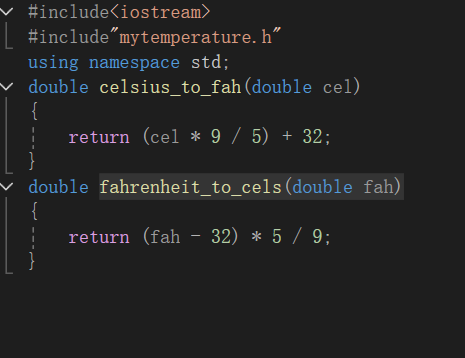 #include<iostream>
#include"mytemperature.h"
using namespace std;
double celsius_to_fah(double cel)
{
    return (cel * 9 / 5) + 32;
}
double fahrenheit_to_cels(double fah)
{
    return (fah - 32) * 5 / 9;
}